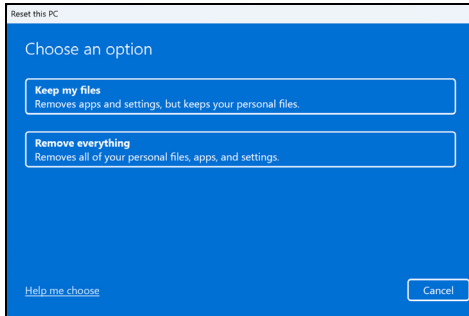 Reset this PC
Choose an option
Keep my files
Removes apps and settings, but keeps your personal files.
Remove everything
Removes all of your personal files, apps, and settings.
Help me choose
Cancel